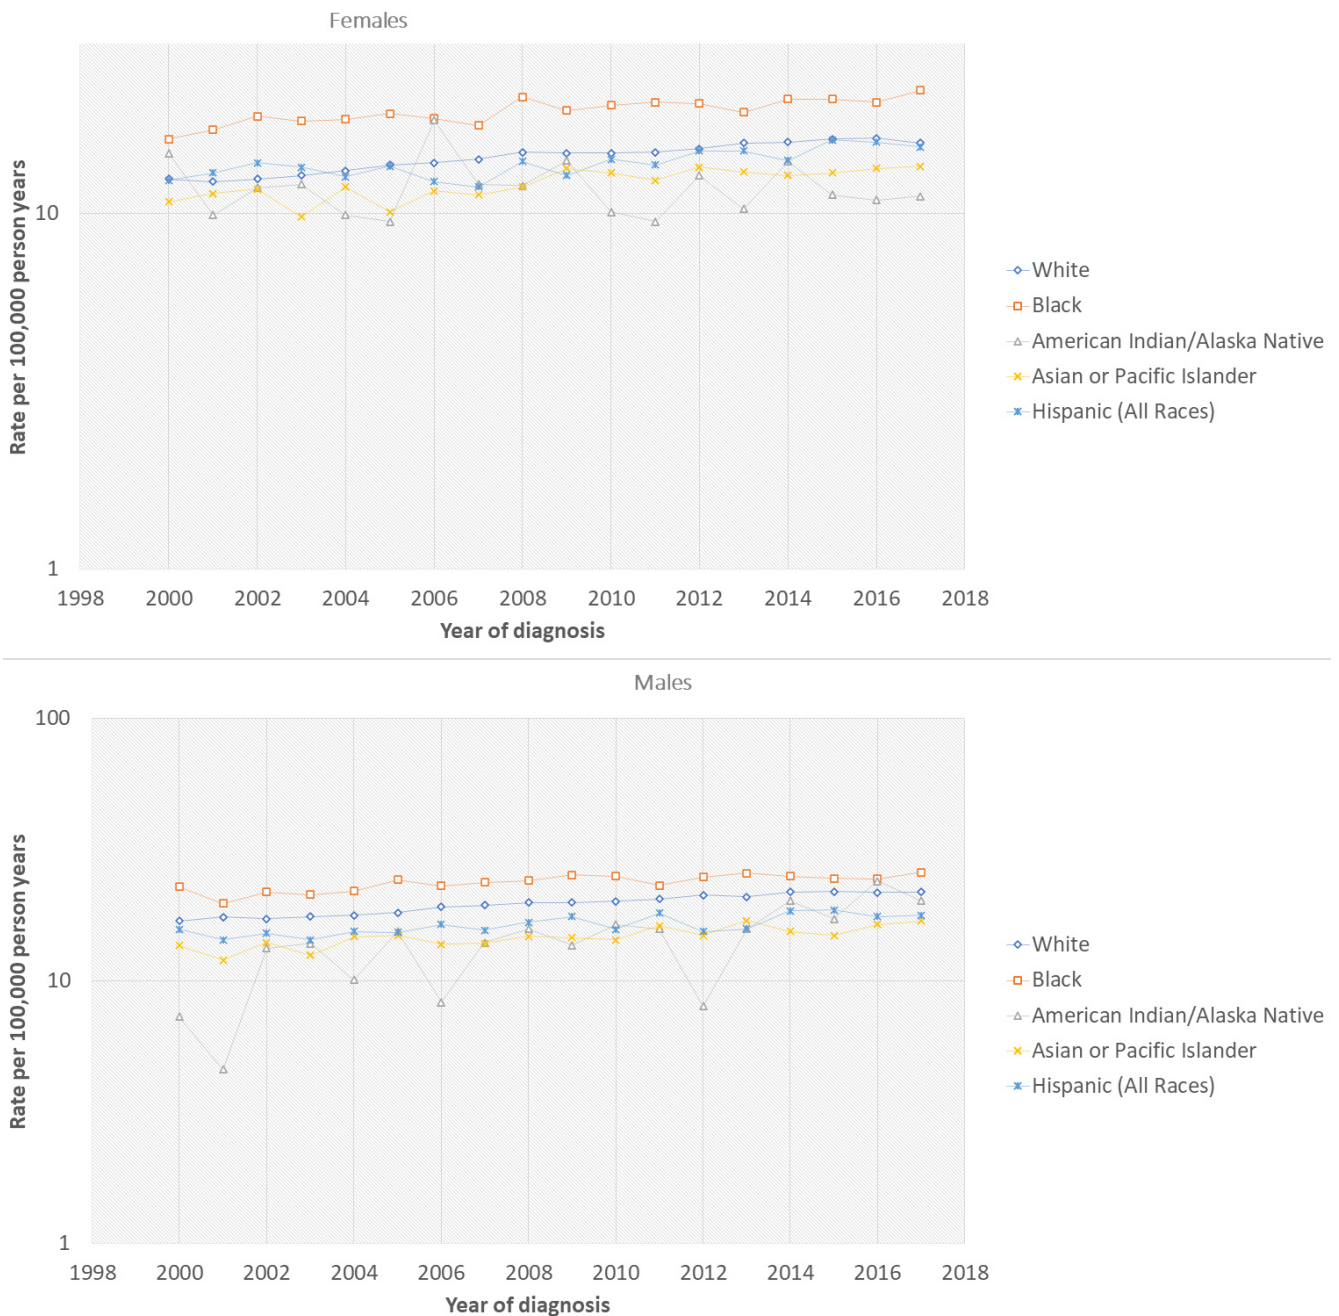 Females
Rate per 100,000 person years
10
1
1998 2000 2002 2004 2006 2008 2010 2012 2014 2016 2018
Year of diagnosis
White
Black
American Indian/Alaska Native
Asian or Pacific Islander
Hispanic (All Races)
Males
Rate per 100,000 person years
100
10
1
1998 2000 2002 2004 2006 2008 2010 2012 2014 2016 2018
Year of diagnosis
White
Black
American Indian/Alaska Native
Asian or Pacific Islander
Hispanic (All Races)